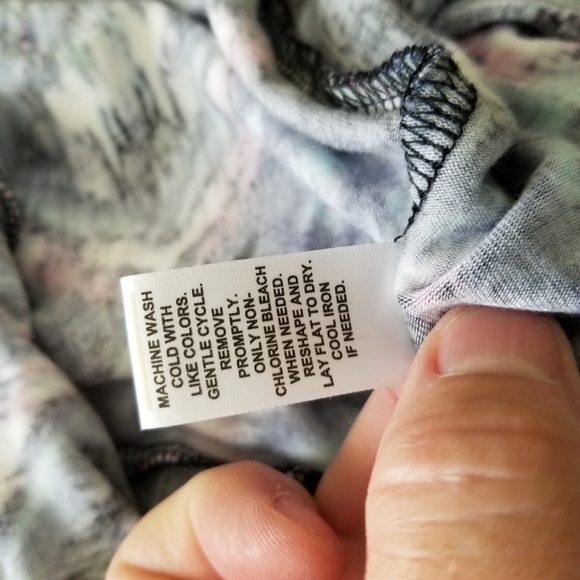 MACHINE WASH
COLD WITH
LIKE COLORS.
GENTLE CYCLE.
REMOVE
PROMPTLY.
ONLY NON-
CHLORINE BLEACH
WHEN NEEDED.
RESHAPE AND
LAY FLAT TO DRY.
COOL IRON
IF NEEDED.